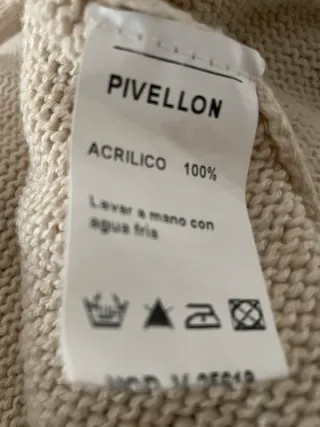 PIVELLON
ACRILICO 100%
Lavar a mano con
agua fria